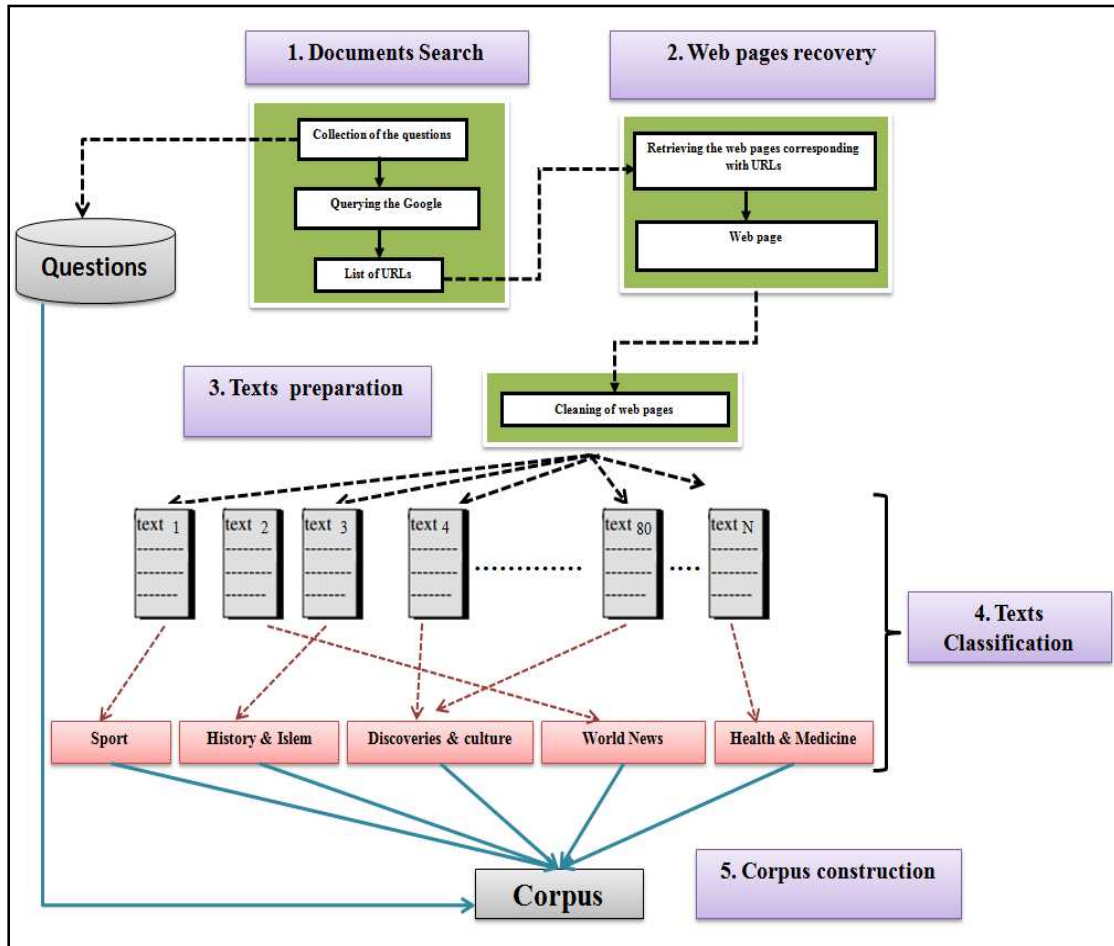 1. Documents Search
2. Web pages recovery
Collection of the questions
Querying the Google
List of URLs
Retrieving the web pages corresponding
with URLs
Web page
Questions
3. Texts preparation
Cleaning of web pages
text 1
text 2
text 3
text 4
text 80
text N
4. Texts
Classification
Sport
History & Islem
Discoveries & culture
World News
Health & Medicine
5. Corpus construction
Corpus